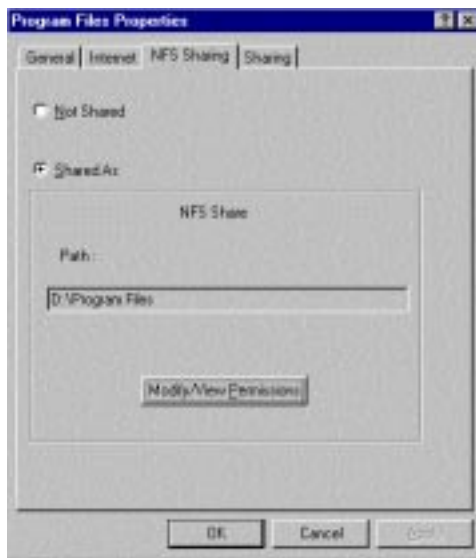 Program Files Properties
General Internet NFS Sharing Sharing
Not Shared
Shared As
NFS Share
Path :
D:\Program Files
Modify/View Permissions
OK Cancel Apply